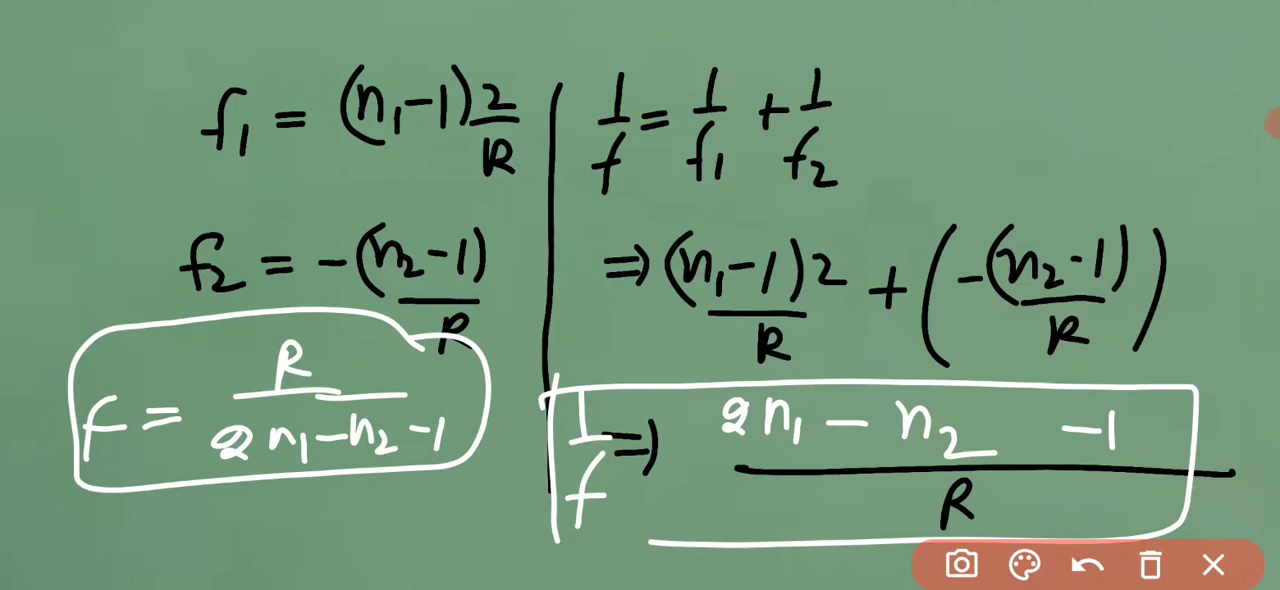 f₁ = (n₁-1) 2/R
f₂ = -(n₂-1)/R
f = R/(2n₁-n₂-1)
1/f = 1/f₁ + 1/f₂
⇒ (n₁-1)2/R + (-(n₂-1)/R)
1/f ⇒ (2n₁ - n₂ -1)/R